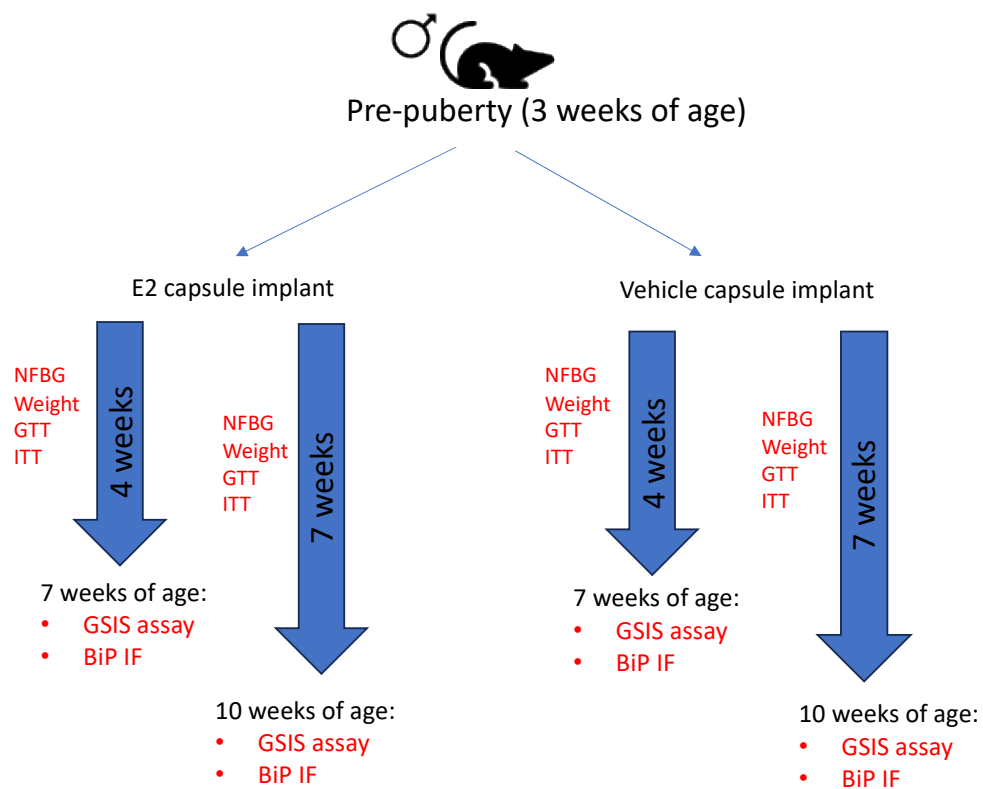 Pre-puberty (3 weeks of age)
E2 capsule implant
Vehicle capsule implant
NFBG
Weight
GTT
ITT
4 weeks
NFBG
Weight
GTT
ITT
7 weeks
NFBG
Weight
GTT
ITT
4 weeks
NFBG
Weight
GTT
ITT
7 weeks
7 weeks of age:
• GSIS assay
• BiP IF
10 weeks of age:
• GSIS assay
• BiP IF
7 weeks of age:
• GSIS assay
• BiP IF
10 weeks of age:
• GSIS assay
• BiP IF